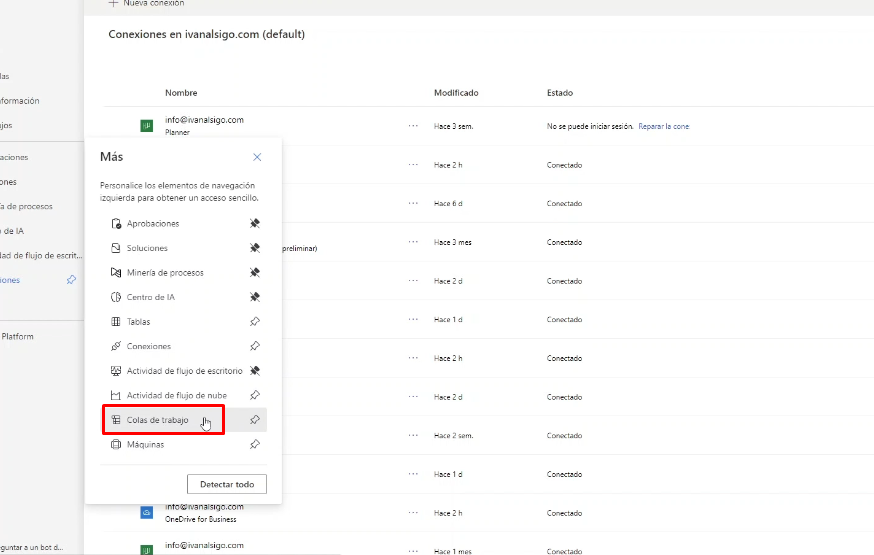 Nueva conexión
Conexiones en ivanalsigo.com (default)
das
nformación
ujos
aciones
ones
ía de procesos
o de IA
dad de flujo de escrit...
iones
Platform
eguntar a un bot d...
Nombre
Modificado
Estado
info@ivanalsigo.com
Planner
Hace 3 sem.
No se puede iniciar sesión. Reparar la cone
Hace 2 h
Conectado
Hace 6 d
Conectado
preliminar)
Hace 3 mes
Conectado
Hace 2 d
Conectado
Hace 1 d
Conectado
Hace 2 h
Conectado
Hace 2 d
Conectado
Hace 2 sem.
Conectado
Hace 1 d
Conectado
info@ivanalsigo.com
OneDrive for Business
Hace 2 h
Conectado
info@ivanalsigo.com
Hace 1 mes
Conectado
Más
Personalice los elementos de navegación
izquierda para obtener un acceso sencillo.
Aprobaciones
Soluciones
Minería de procesos
Centro de IA
Tablas
Conexiones
Actividad de flujo de escritorio
Actividad de flujo de nube
Colas de trabajo
Máquinas
Detectar todo